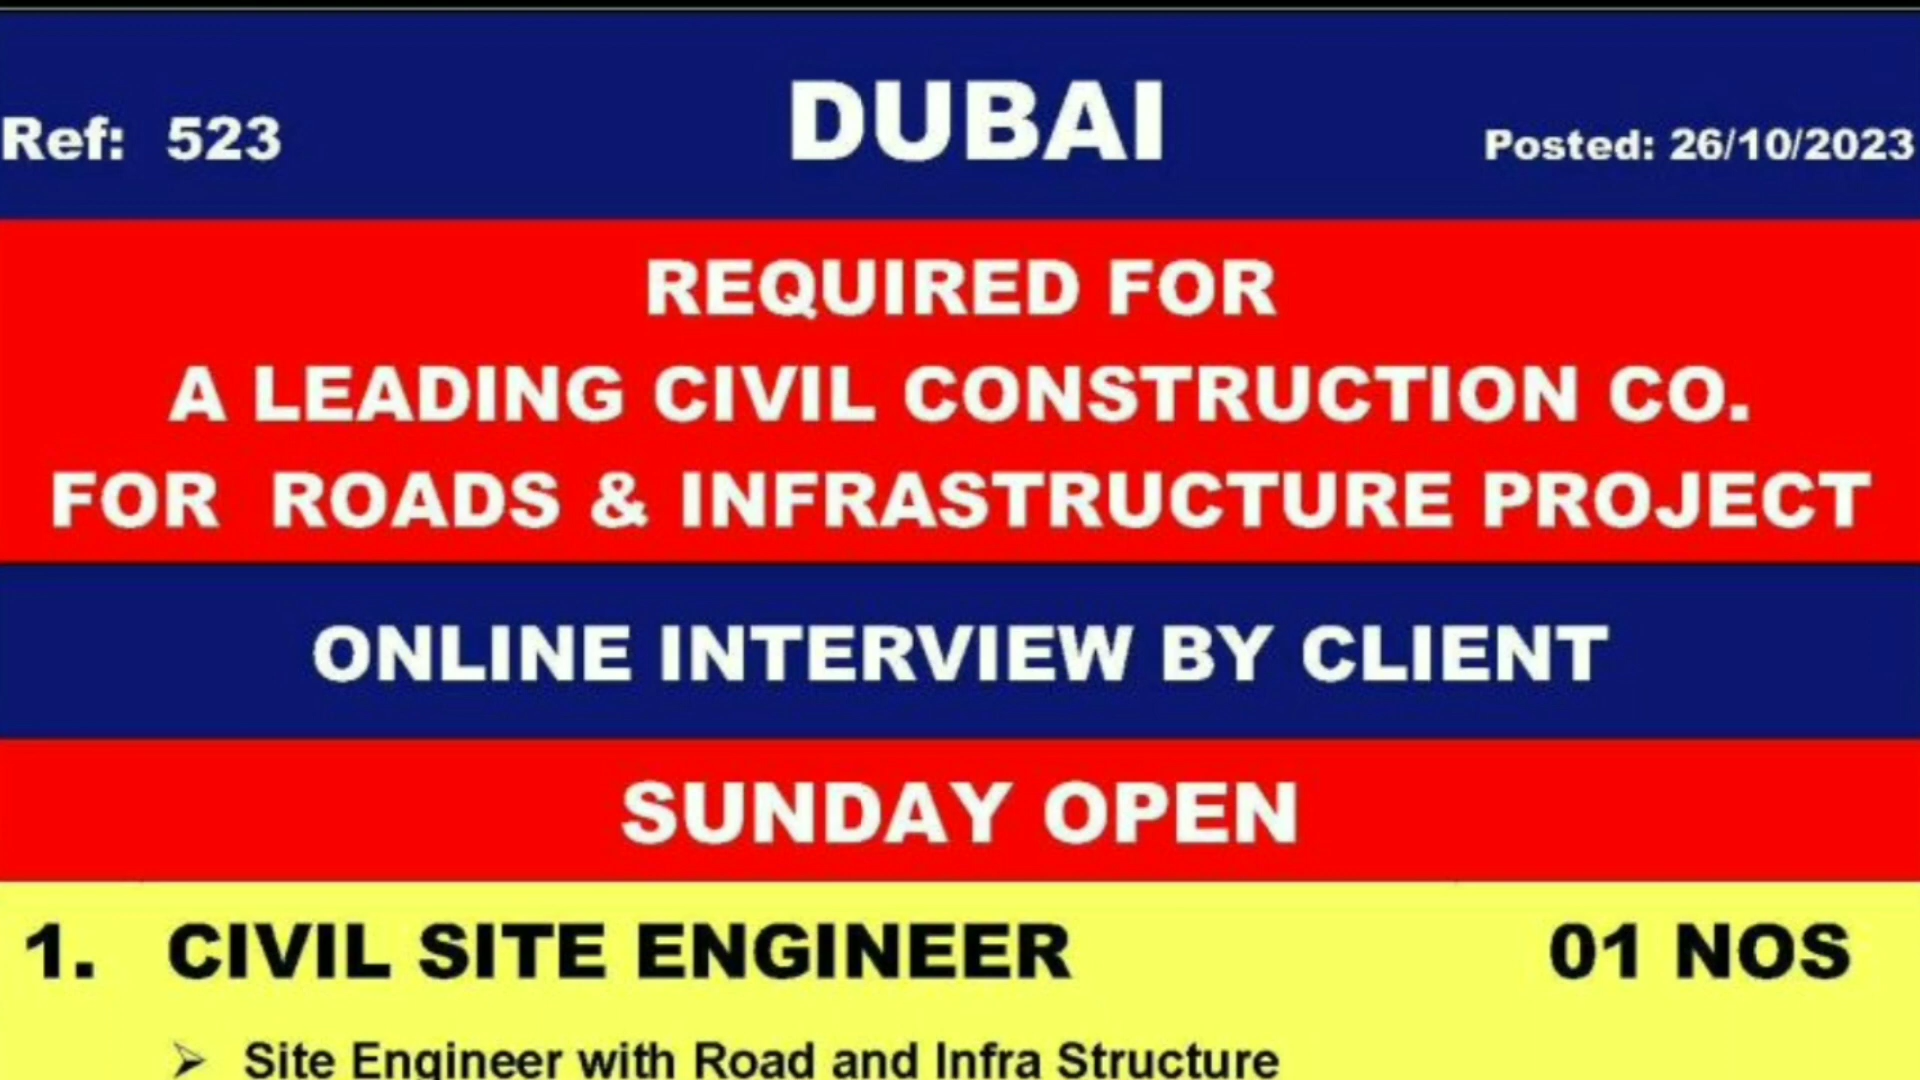 DUBAI
Ref: 523
Posted: 26/10/2023
REQUIRED FOR
A LEADING CIVIL CONSTRUCTION CO.
FOR ROADS & INFRASTRUCTURE PROJECT
ONLINE INTERVIEW BY CLIENT
SUNDAY OPEN
1. CIVIL SITE ENGINEER 01 NOS
➢ Site Engineer with Road and Infra Structure